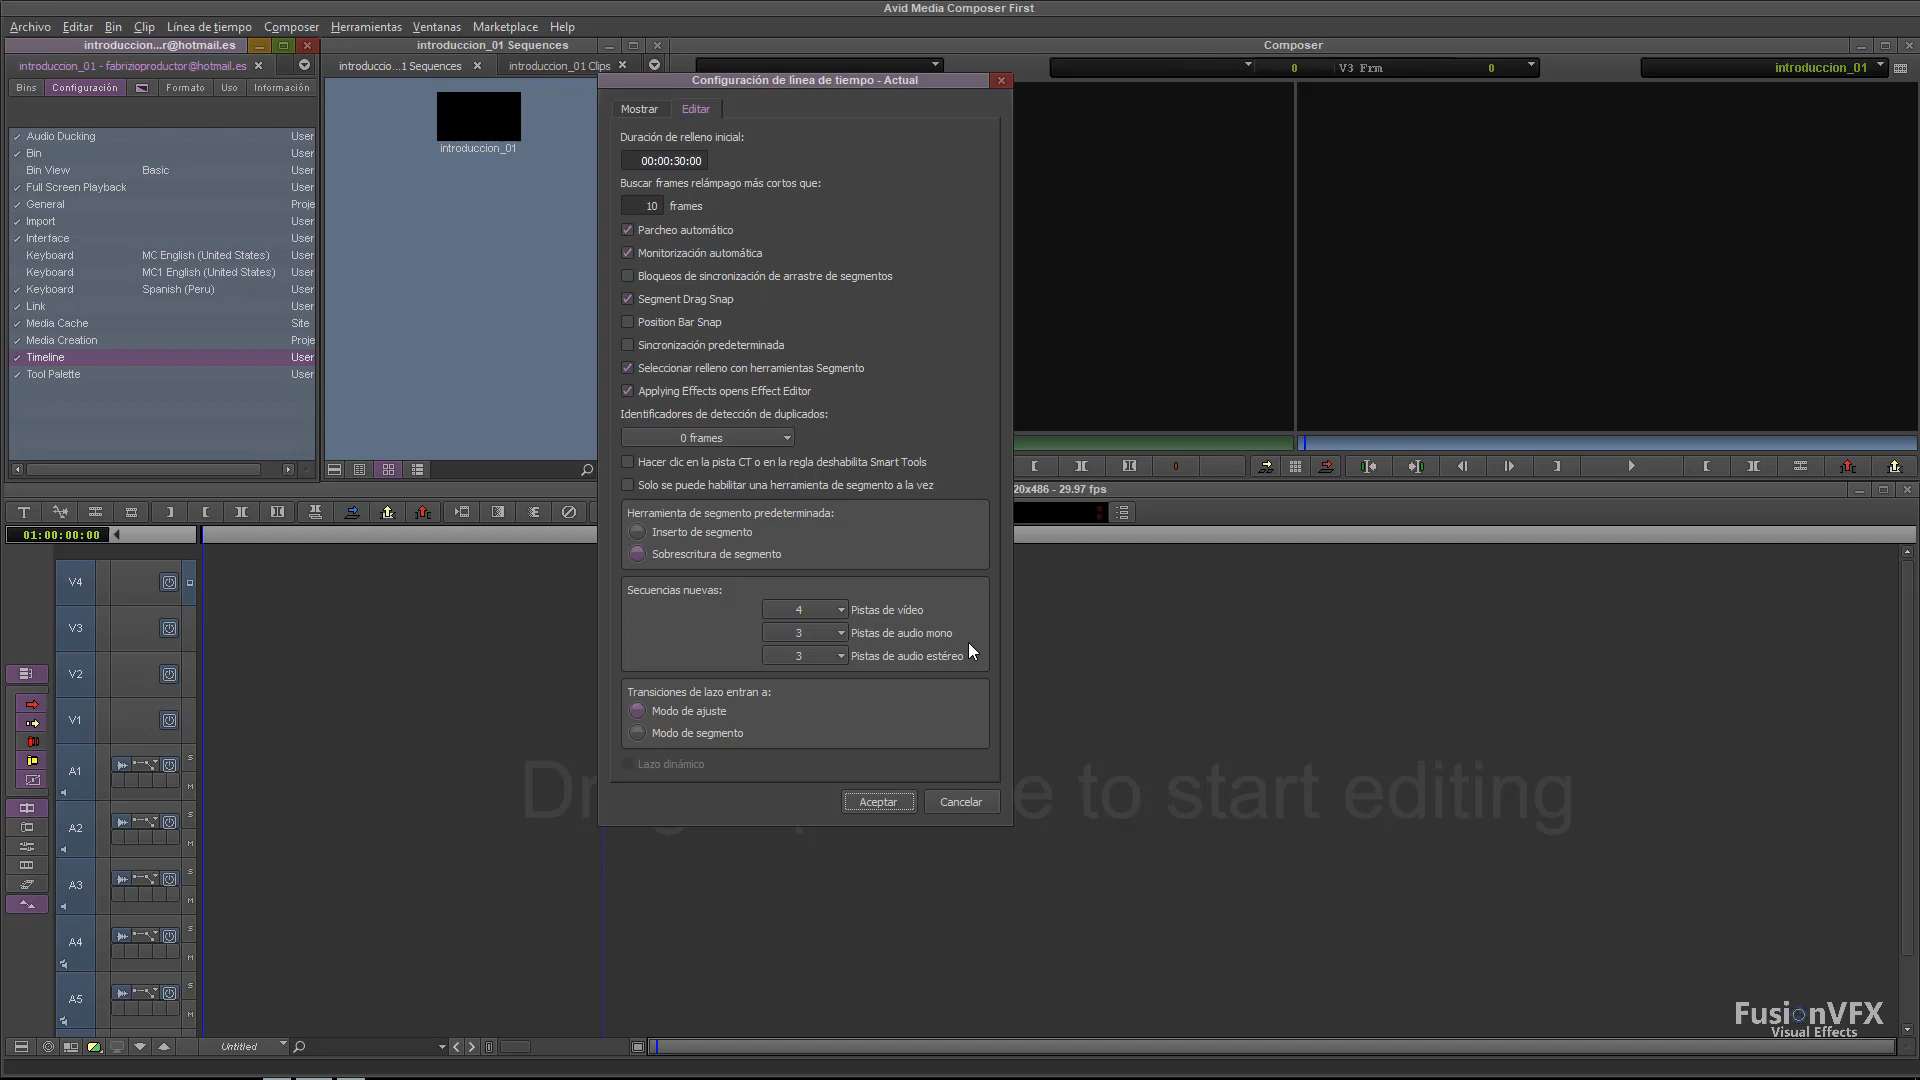 Avid Media Composer First
Archivo Editar Bin Clip Línea de tiempo Composer Herramientas Ventanas Marketplace Help
introduccion...r@hotmail.es
introduccion_01 Sequences
Composer
introduccion_01 - fabrizioproductor@hotmail.es
introduccio...1 Sequences
introduccion_01 Clips
0 V3 Frm 0
introduccion_01
Configuración de línea de tiempo - Actual
Bins Configuración Formato Uso Información
Mostrar Editar
Audio Ducking User
Bin User
Bin View Basic User
Full Screen Playback User
General Proje
Import User
Interface User
Keyboard MC English (United States) User
Keyboard MC1 English (United States) User
Keyboard Spanish (Peru) User
Link User
Media Cache Site
Media Creation Proje
Timeline User
Tool Palette User
introduccion_01
Duración de relleno inicial:
00:00:30:00
Buscar frames relámpago más cortos que:
10 frames
Parcheo automático
Monitorización automática
Bloqueos de sincronización de arrastre de segmentos
Segment Drag Snap
Position Bar Snap
Sincronización predeterminada
Seleccionar relleno con herramientas Segmento
Applying Effects opens Effect Editor
Identificadores de detección de duplicados:
0 frames
Hacer clic en la pista CT o en la regla deshabilita Smart Tools
Solo se puede habilitar una herramienta de segmento a la vez
Herramienta de segmento predeterminada:
Inserto de segmento
Sobrescritura de segmento
Secuencias nuevas:
4 Pistas de vídeo
3 Pistas de audio mono
3 Pistas de audio estéreo
Transiciones de lazo entran a:
Modo de ajuste
Modo de segmento
Lazo dinámico
Aceptar Cancelar
20x486 - 29.97 fps
01:00:00:00
V4
V3
V2
V1
A1 S M
A2 S M
A3 S M
A4 S M
A5 S M
to start editing
Untitled
FusionVFX
Visual Effects